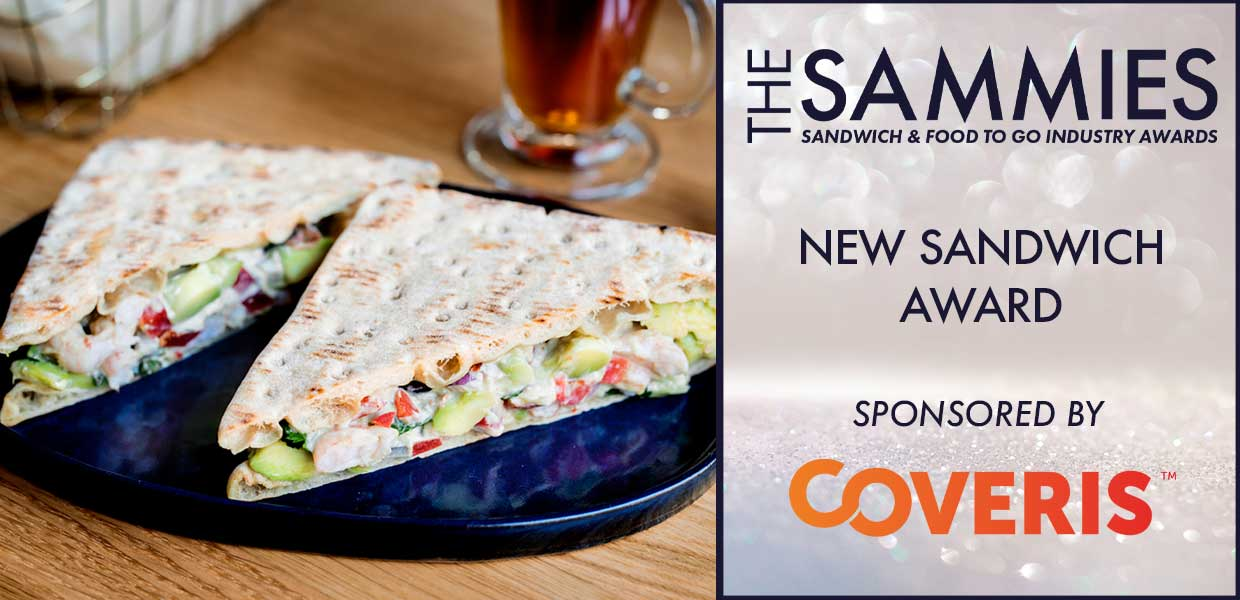 THE SAMMIES
SANDWICH & FOOD TO GO INDUSTRY AWARDS
NEW SANDWICH
AWARD
SPONSORED BY
COVERIS™